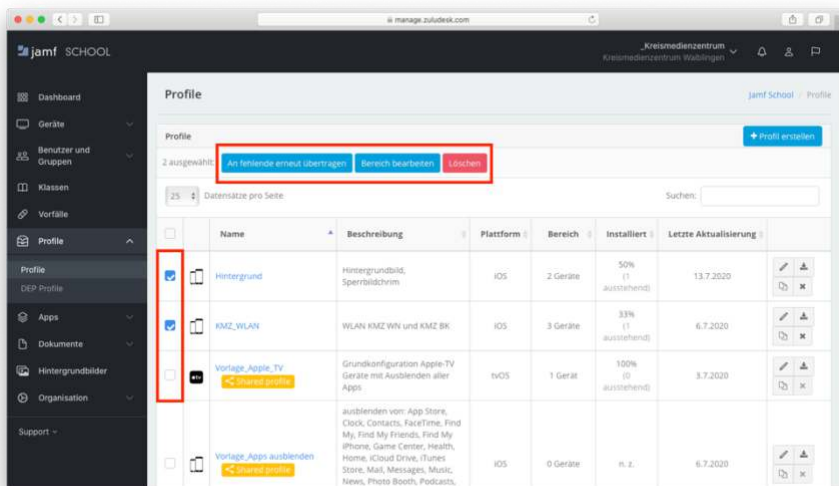 manage.zuludesk.com
jamf SCHOOL
_Kreismedienzentrum
Kreismedienzentrum Waiblingen
Dashboard
Geräte
Benutzer und
Gruppen
Klassen
Vorfälle
Profile
Profile
DEP Profile
Apps
Dokumente
Hintergrundbilder
Organisation
Support
Profile
Jamf School / Profile
Profile
+ Profil erstellen
2 ausgewählt:
An fehlende erneut übertragen
Bereich bearbeiten
Löschen
25 Datensätze pro Seite
Suchen:
Name Beschreibung Plattform Bereich Installiert Letzte Aktualisierung
Hintergrund
Hintergrundbild,
Sperrbildchrim
iOS
2 Geräte
50%
(1
ausstehend)
13.7.2020
KMZ_WLAN
WLAN KMZ WN und KMZ BK
iOS
3 Geräte
33%
(1
ausstehend)
6.7.2020
Vorlage_Apple_TV
Shared profile
Grundkonfiguration Apple-TV
Geräte mit Ausblenden aller
Apps
tvOS
1 Gerät
100%
(0
ausstehend)
3.7.2020
Vorlage_Apps ausblenden
Shared profile
ausblenden von: App Store,
Clock, Contacts, FaceTime, Find
My, Find My Friends, Find My
iPhone, Game Center, Health,
Home, iCloud Drive, iTunes
Store, Mail, Messages, Music,
News, Photo Booth, Podcasts,
iOS
0 Geräte
n. z.
6.7.2020